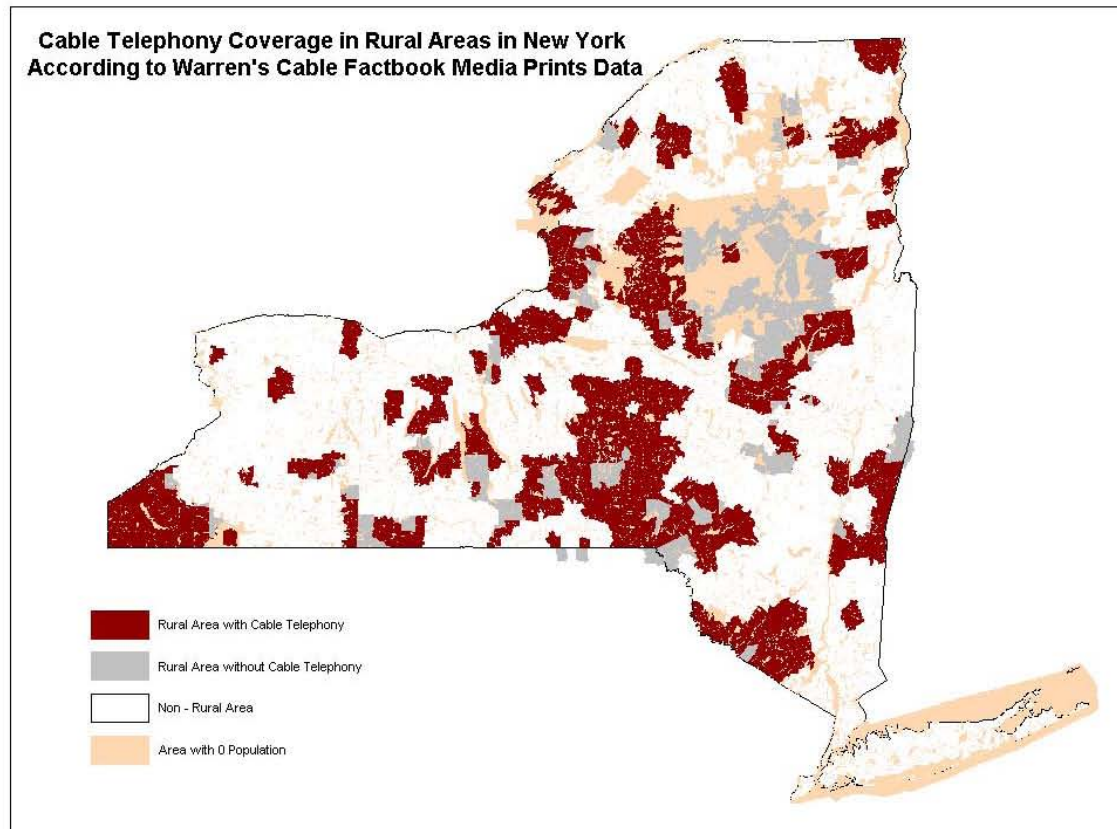 Cable Telephony Coverage in Rural Areas in New York
According to Warren's Cable Factbook Media Prints Data
Rural Area with Cable Telephony
Rural Area without Cable Telephony
Non - Rural Area
Area with 0 Population